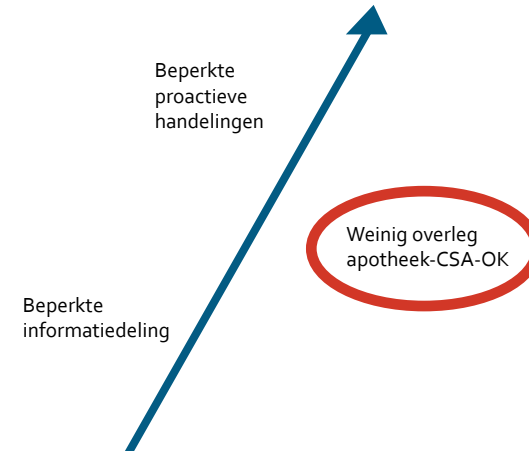 Beperkte
proactieve
handelingen
Weinig overleg
apotheek-CSA-OK
Beperkte
informatiedeling